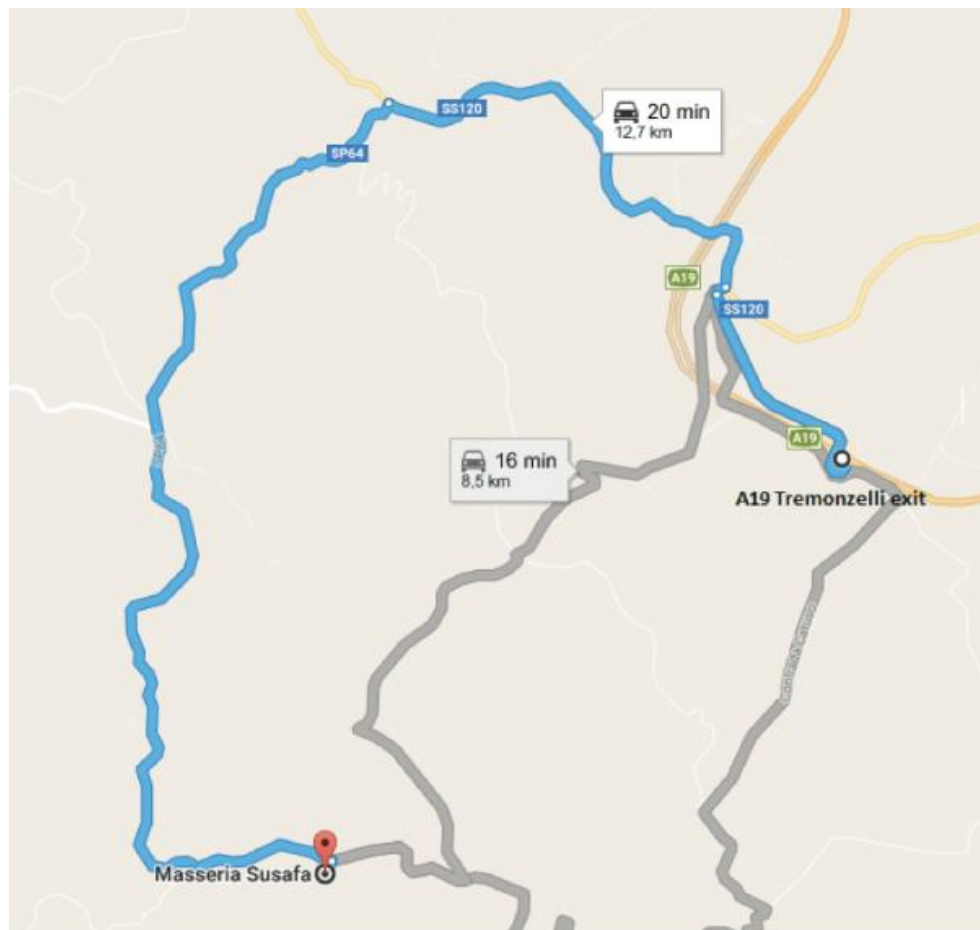 SS120
20 min
12,7 km
SP64
A19
SS120
A19
16 min
8,5 km
A19 Tremonzelli exit
Masseria Susafa